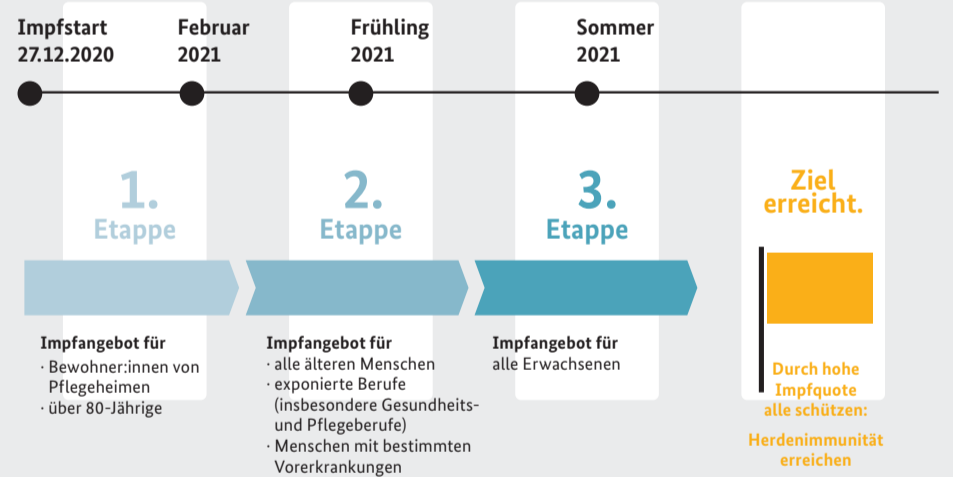 Impfstart
27.12.2020
Februar
2021
Frühling
2021
Sommer
2021
1.
Etappe
2.
Etappe
3.
Etappe
Ziel
erreicht.
Impfangebot für
· Bewohner:innen von
Pflegeheimen
· über 80-Jährige
Impfangebot für
· alle älteren Menschen
· exponierte Berufe
(insbesondere Gesundheits-
und Pflegeberufe)
· Menschen mit bestimmten
Vorerkrankungen
Impfangebot für
alle Erwachsenen
Durch hohe
Impfquote
alle schützen:
Herdenimmunität
erreichen